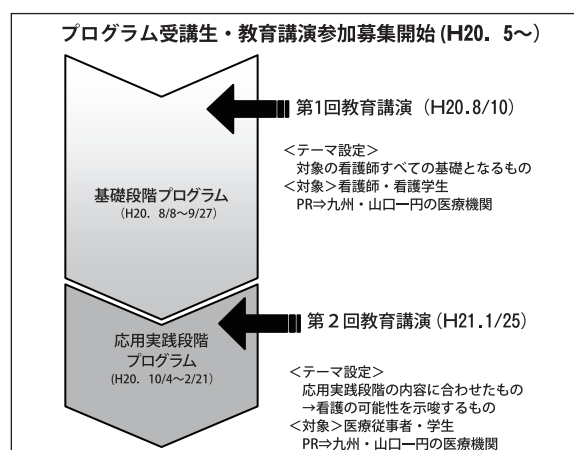 プログラム受講生・教育講演参加募集開始(H20. 5～)
第1回教育講演（H20.8/10）
＜テーマ設定＞
対象の看護師すべての基礎となるもの
＜対象＞看護師・看護学生
PR⇒九州・山口一円の医療機関
基礎段階プログラム
(H20. 8/8～9/27)
第２回教育講演(H21.1/25)
応用実践段階
プログラム
(H20. 10/4～2/21)
＜テーマ設定＞
応用実践段階の内容に合わせたもの
→看護の可能性を示唆するもの
＜対象＞医療従事者・学生
PR⇒九州・山口一円の医療機関